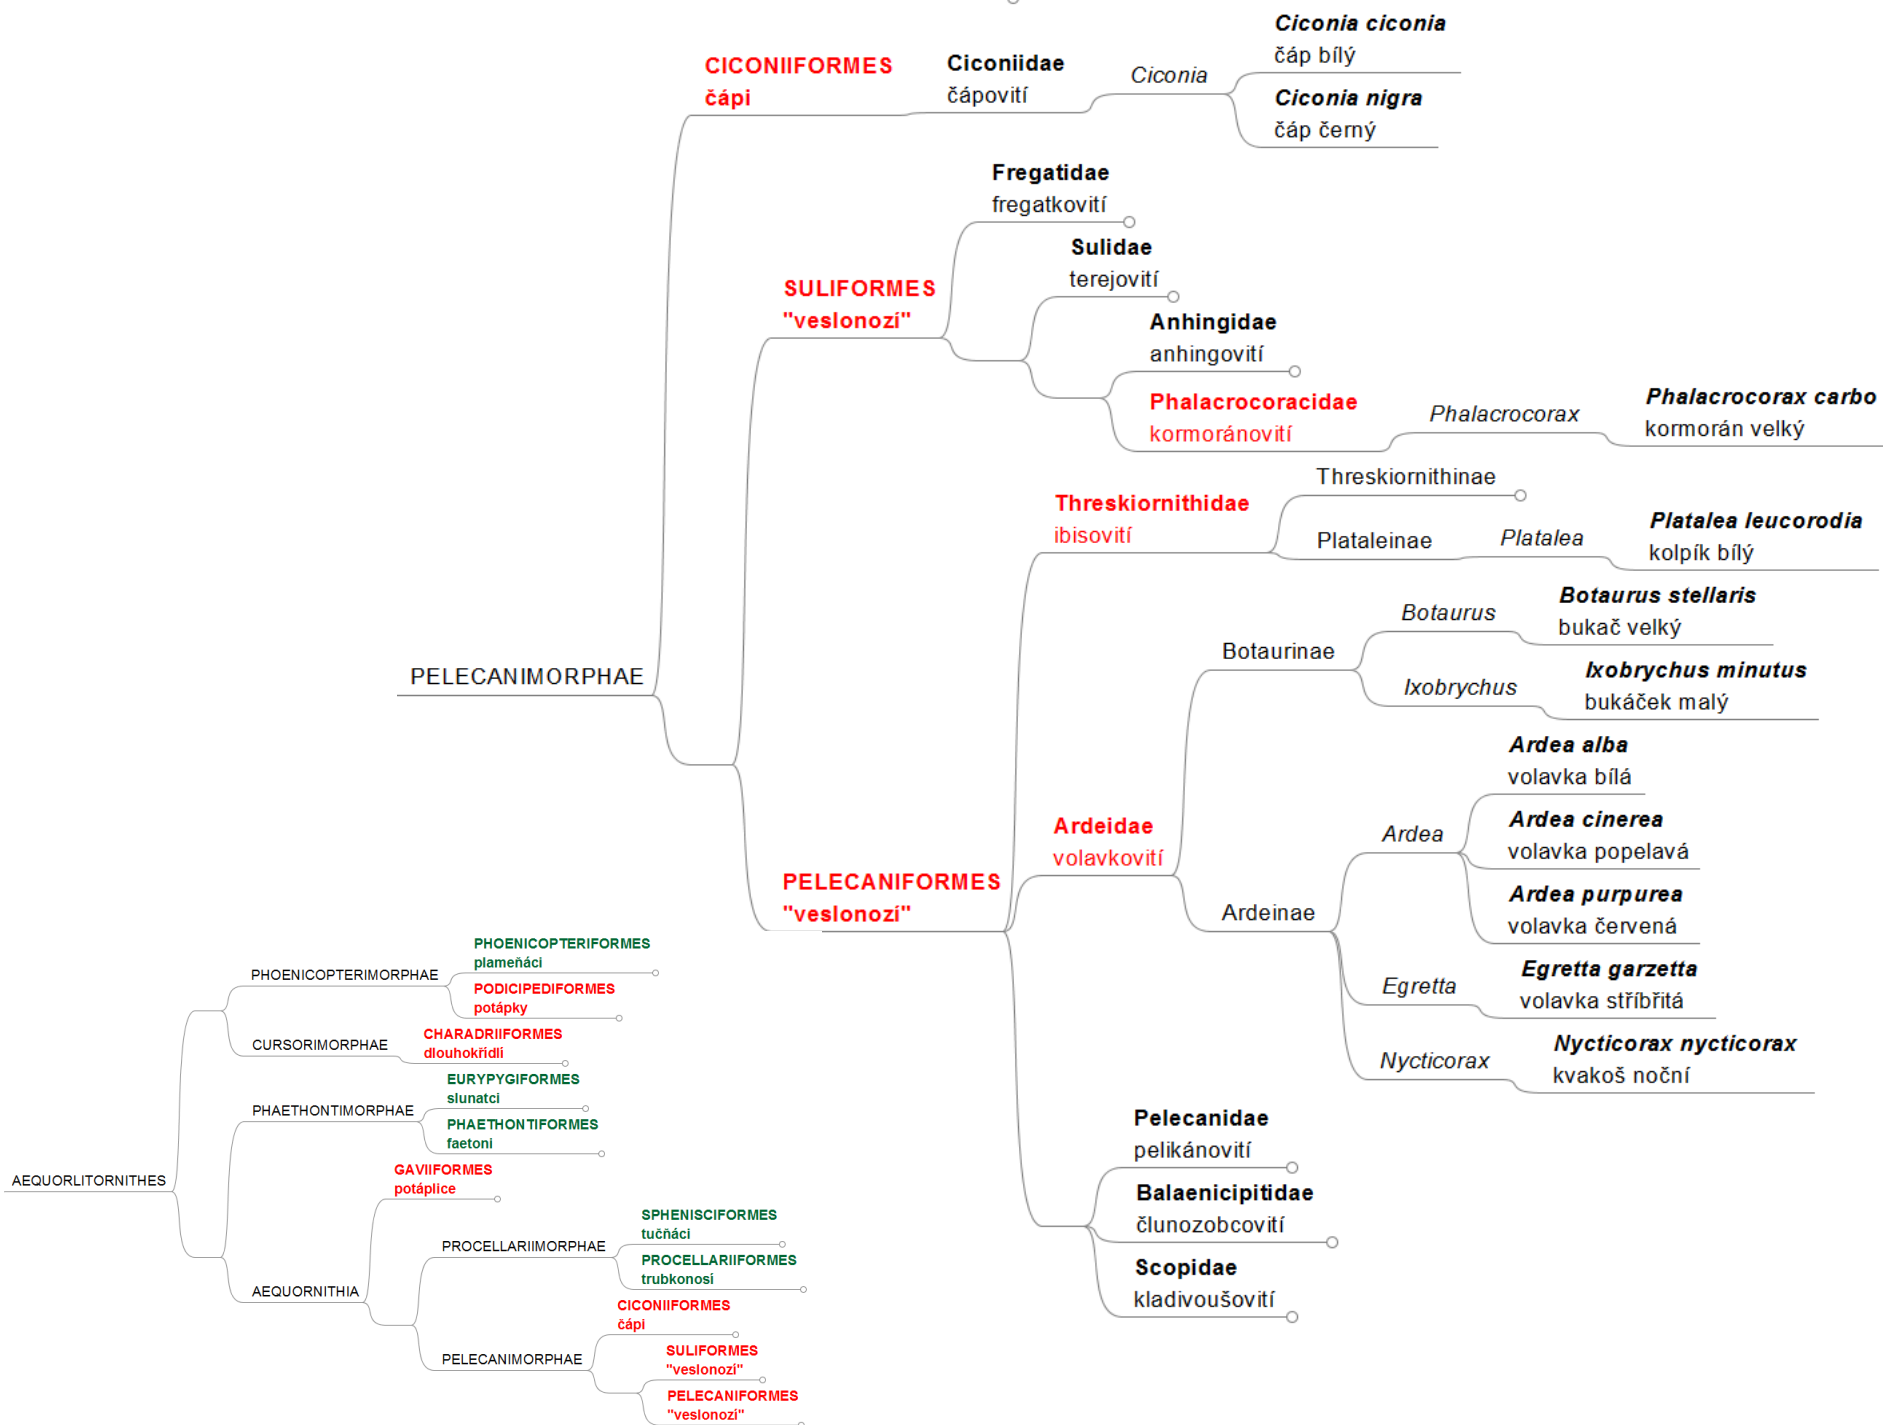 CICONIIFORMES
čápi
Ciconiidae
čápovití
Ciconia
Ciconia ciconia
čáp bílý
Ciconia nigra
čáp černý
Fregatidae
fregatkovití
SULIFORMES
"veslonozí"
Sulidae
terejovití
Anhingidae
anhingovití
Phalacrocoracidae
kormoránovití
Phalacrocorax
Phalacrocorax carbo
kormorán velký
Threskiornithidae
ibisovití
Threskiornithinae
Plataleinae
Platalea
Platalea leucorodia
kolpík bílý
PELECANIMORPHAE
Botaurinae
Botaurus
Botaurus stellaris
bukač velký
Ixobrychus
Ixobrychus minutus
bukáček malý
PELECANIFORMES
"veslonozí"
Ardeidae
volavkovití
Ardeinae
Ardea
Ardea alba
volavka bílá
Ardea cinerea
volavka popelavá
Ardea purpurea
volavka červená
Egretta
Egretta garzetta
volavka stříbřitá
Nycticorax
Nycticorax nycticorax
kvakoš noční
Pelecanidae
pelikánovití
Balaenicipitidae
člunozobcovití
Scopidae
kladivoušovití
AEQUORLITORNITHES
PHOENICOPTERIMORPHAE
PHOENICOPTERIFORMES
plameňáci
PODICIPEDIFORMES
potápky
CURSORIMORPHAE
CHARADRIIFORMES
dlouhokřídlí
PHAETHONTIMORPHAE
EURYPYGIFORMES
slunatci
PHAETHONTIFORMES
faetoni
AEQUORNITHIA
GAVIIFORMES
potáplice
PROCELLARIIMORPHAE
SPHENISCIFORMES
tučňáci
PROCELLARIIFORMES
trubkonosí
PELECANIMORPHAE
CICONIIFORMES
čápi
SULIFORMES
"veslonozí"
PELECANIFORMES
"veslonozí"